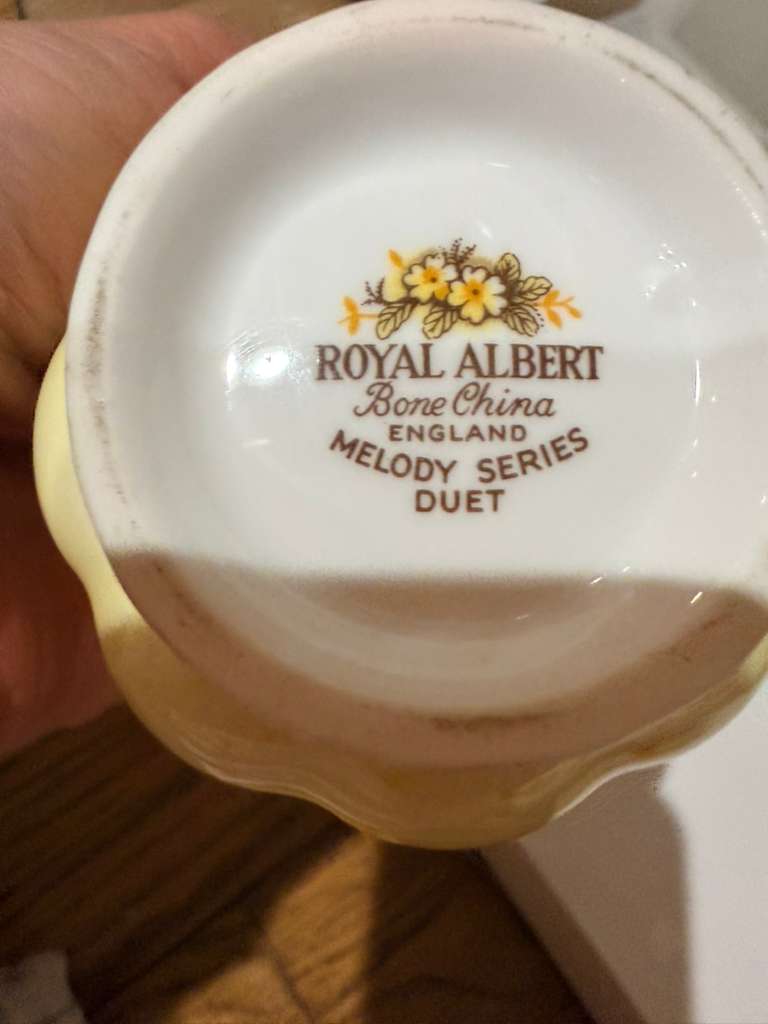 ROYAL ALBERT
Bone China
ENGLAND
MELODY SERIES
DUET